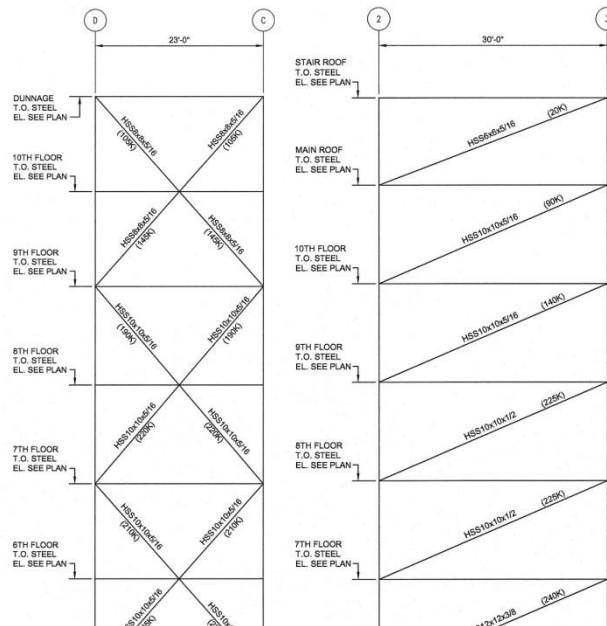 D
C
23'-0"
DUNNAGE
T.O. STEEL
EL. SEE PLAN
HSS8x8x5/16
(105K)
HSS8x8x5/16
(105K)
10TH FLOOR
T.O. STEEL
EL. SEE PLAN
HSS8x8x5/16
(145K)
HSS8x8x5/16
(145K)
9TH FLOOR
T.O. STEEL
EL. SEE PLAN
HSS10x10x5/16
(190K)
HSS10x10x5/16
(190K)
8TH FLOOR
T.O. STEEL
EL. SEE PLAN
HSS10x10x5/16
(220K)
HSS10x10x5/16
(220K)
7TH FLOOR
T.O. STEEL
EL. SEE PLAN
HSS10x10x5/16
(210K)
HSS10x10x5/16
(210K)
6TH FLOOR
T.O. STEEL
EL. SEE PLAN
2
30'-0"
STAIR ROOF
T.O. STEEL
EL. SEE PLAN
HSS6x6x5/16 (20K)
MAIN ROOF
T.O. STEEL
EL. SEE PLAN
HSS10x10x5/16 (90K)
10TH FLOOR
T.O. STEEL
EL. SEE PLAN
HSS10x10x5/16 (140K)
9TH FLOOR
T.O. STEEL
EL. SEE PLAN
HSS10x10x1/2 (225K)
8TH FLOOR
T.O. STEEL
EL. SEE PLAN
HSS10x10x1/2 (225K)
7TH FLOOR
T.O. STEEL
EL. SEE PLAN
(240K)